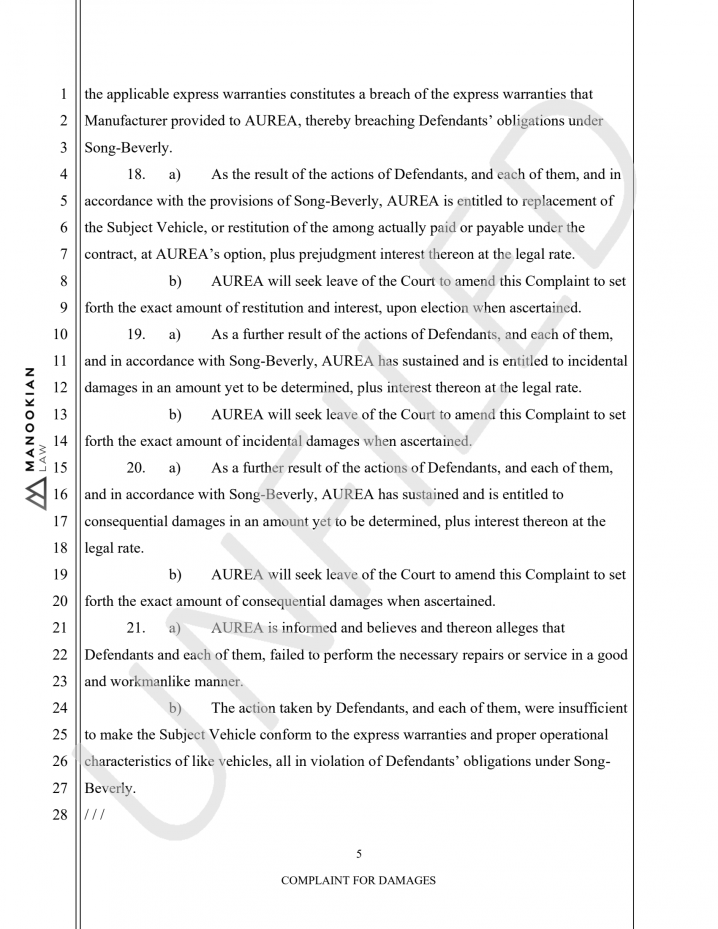 1 the applicable express warranties constitutes a breach of the express warranties that
2 Manufacturer provided to AUREA, thereby breaching Defendants’ obligations under
3 Song-Beverly.
4 18. a) As the result of the actions of Defendants, and each of them, and in
5 accordance with the provisions of Song-Beverly, AUREA is entitled to replacement of
6 the Subject Vehicle, or restitution of the among actually paid or payable under the
7 contract, at AUREA’s option, plus prejudgment interest thereon at the legal rate.
8 b) AUREA will seek leave of the Court to amend this Complaint to set
9 forth the exact amount of restitution and interest, upon election when ascertained.
10 19. a) As a further result of the actions of Defendants, and each of them,
11 and in accordance with Song-Beverly, AUREA has sustained and is entitled to incidental
12 damages in an amount yet to be determined, plus interest thereon at the legal rate.
13 b) AUREA will seek leave of the Court to amend this Complaint to set
14 forth the exact amount of incidental damages when ascertained.
15 20. a) As a further result of the actions of Defendants, and each of them,
16 and in accordance with Song-Beverly, AUREA has sustained and is entitled to
17 consequential damages in an amount yet to be determined, plus interest thereon at the
18 legal rate.
19 b) AUREA will seek leave of the Court to amend this Complaint to set
20 forth the exact amount of consequential damages when ascertained.
21 21. a) AUREA is informed and believes and thereon alleges that
22 Defendants and each of them, failed to perform the necessary repairs or service in a good
23 and workmanlike manner.
24 b) The action taken by Defendants, and each of them, were insufficient
25 to make the Subject Vehicle conform to the express warranties and proper operational
26 characteristics of like vehicles, all in violation of Defendants’ obligations under Song-
27 Beverly.
28 / / /
5
COMPLAINT FOR DAMAGES
MANOOKIAN
LAW
UNFILED